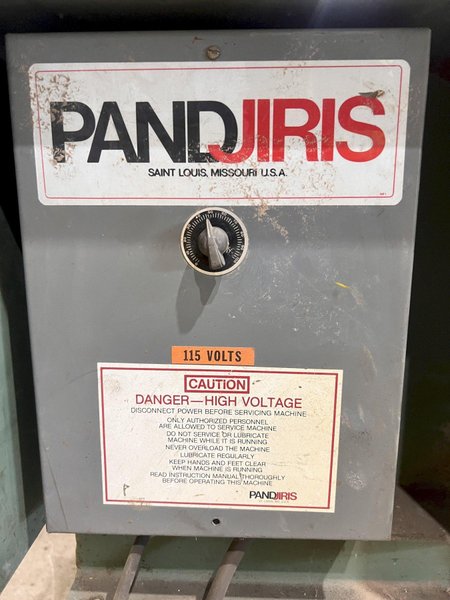 PANDJIRIS
SAINT LOUIS, MISSOURI U.S.A.
115 VOLTS
CAUTION
DANGER—HIGH VOLTAGE
DISCONNECT POWER BEFORE SERVICING MACHINE
ONLY AUTHORIZED PERSONNEL
ARE ALLOWED TO SERVICE MACHINE
DO NOT SERVICE OR LUBRICATE
MACHINE WHILE IT IS RUNNING
NEVER OVERLOAD THE MACHINE
LUBRICATE REGULARLY
KEEP HANDS AND FEET CLEAR
WHEN MACHINE IS RUNNING
READ INSTRUCTION MANUAL THOROUGHLY
BEFORE OPERATING THIS MACHINE
PANDJIRIS